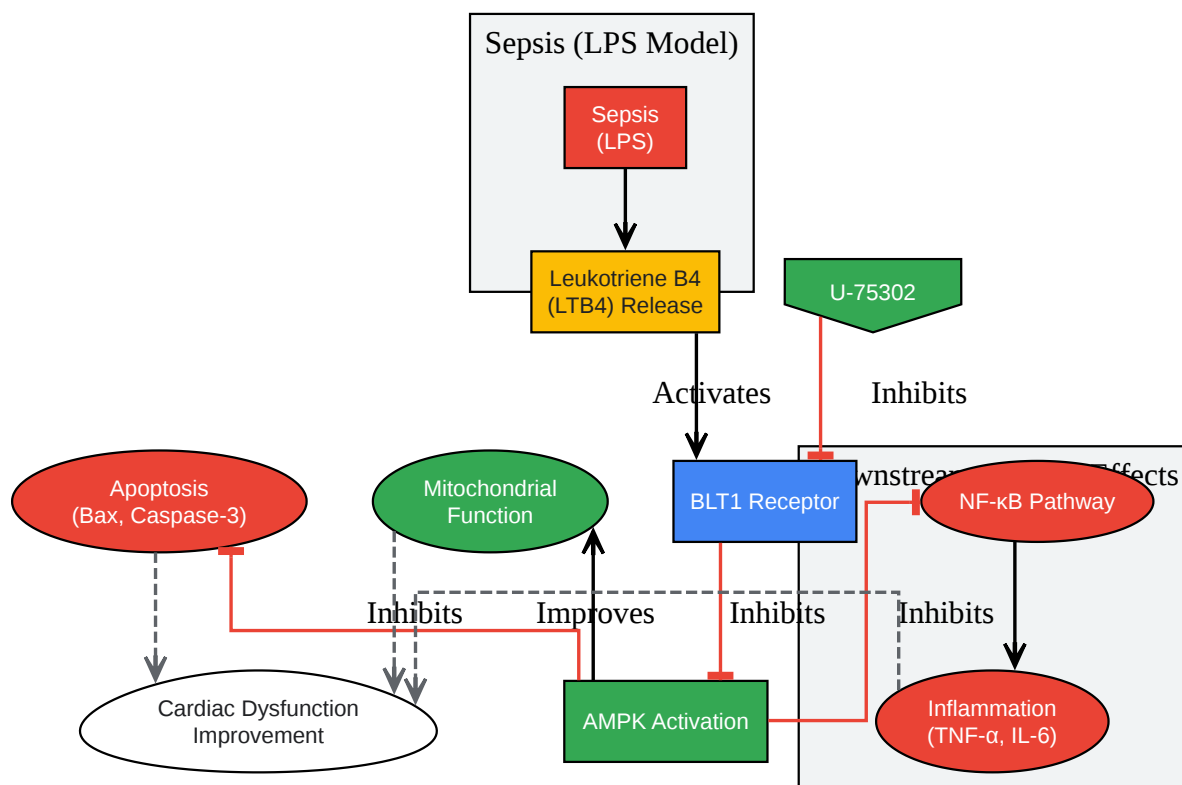 Sepsis (LPS Model)
Sepsis
(LPS)
Leukotriene B4
(LTB4) Release
U-75302
Activates
Inhibits
Apoptosis
(Bax, Caspase-3)
Mitochondrial
Function
BLT1 Receptor
NF-κB Pathway
Inhibits
Improves
Inhibits
Inhibits
Cardiac Dysfunction
Improvement
AMPK Activation
Inflammation
(TNF-α, IL-6)